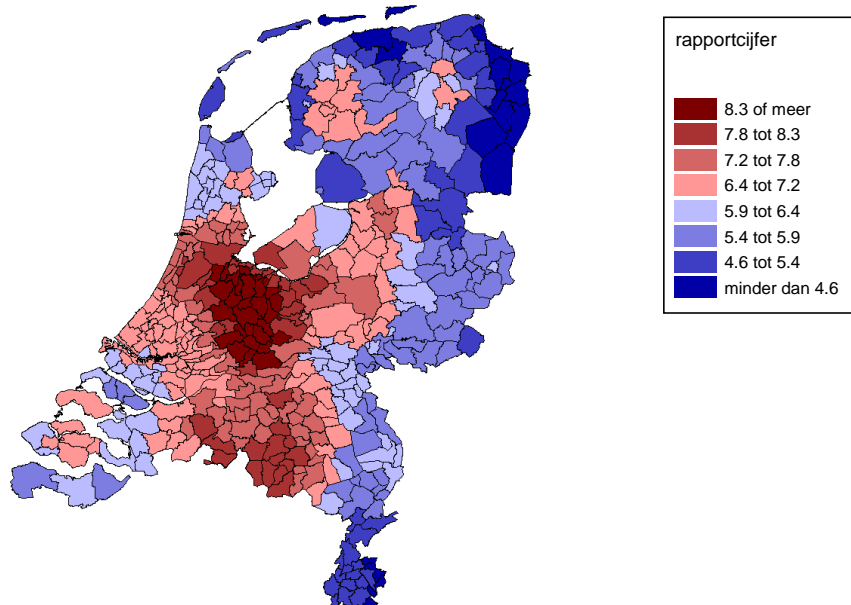 rapportcijfer
8.3 of meer
7.8 tot 8.3
7.2 tot 7.8
6.4 tot 7.2
5.9 tot 6.4
5.4 tot 5.9
4.6 tot 5.4
minder dan 4.6